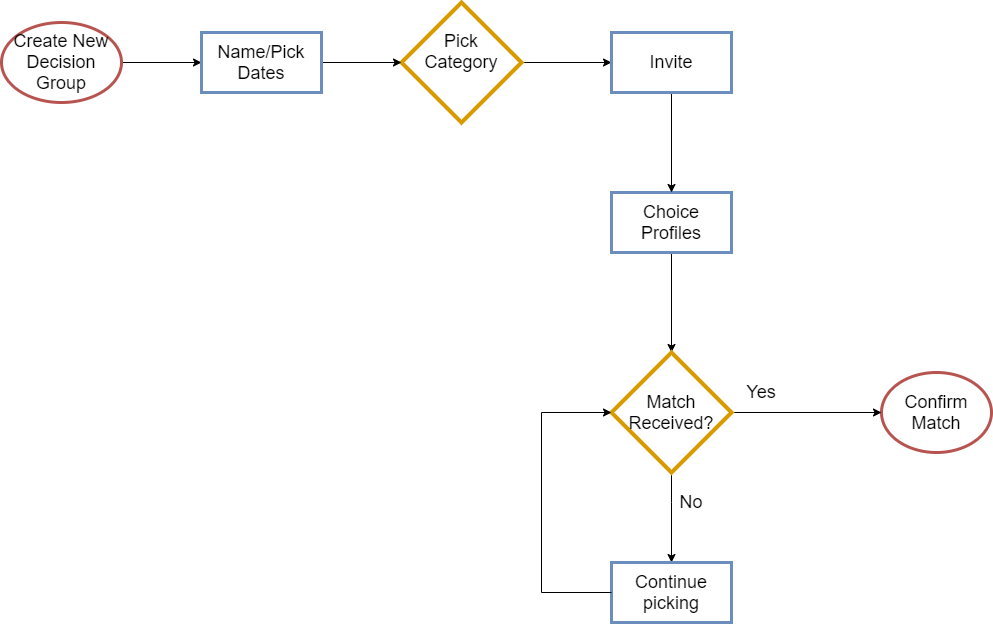 Create New
Decision
Group
Name/Pick
Dates
Pick
Category
Invite
Choice
Profiles
Match
Received?
Yes
Confirm
Match
No
Continue
picking